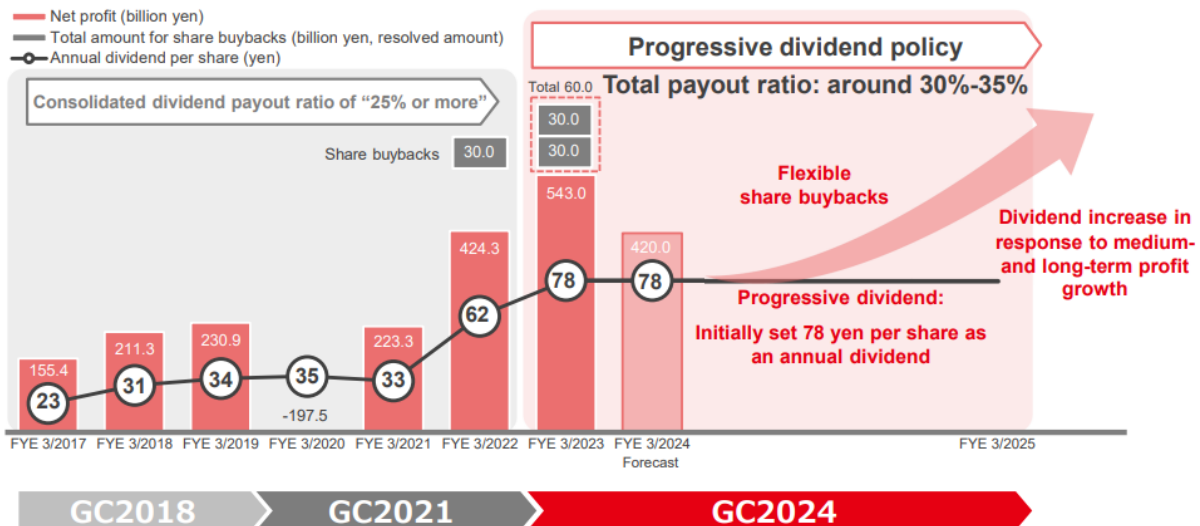 Net profit (billion yen)
Total amount for share buybacks (billion yen, resolved amount)
Annual dividend per share (yen)
Consolidated dividend payout ratio of “25% or more”
Progressive dividend policy
Total payout ratio: around 30%-35%
Total 60.0
30.0
30.0
Share buybacks
30.0
543.0
424.3
420.0
223.3
230.9
211.3
155.4
-197.5
23
31
34
35
33
62
78
78
Flexible
share buybacks
Dividend increase in
response to medium-
and long-term profit
growth
Progressive dividend:
Initially set 78 yen per share as
an annual dividend
FYE 3/2017
FYE 3/2018
FYE 3/2019
FYE 3/2020
FYE 3/2021
FYE 3/2022
FYE 3/2023
FYE 3/2024
Forecast
FYE 3/2025
GC2018
GC2021
GC2024